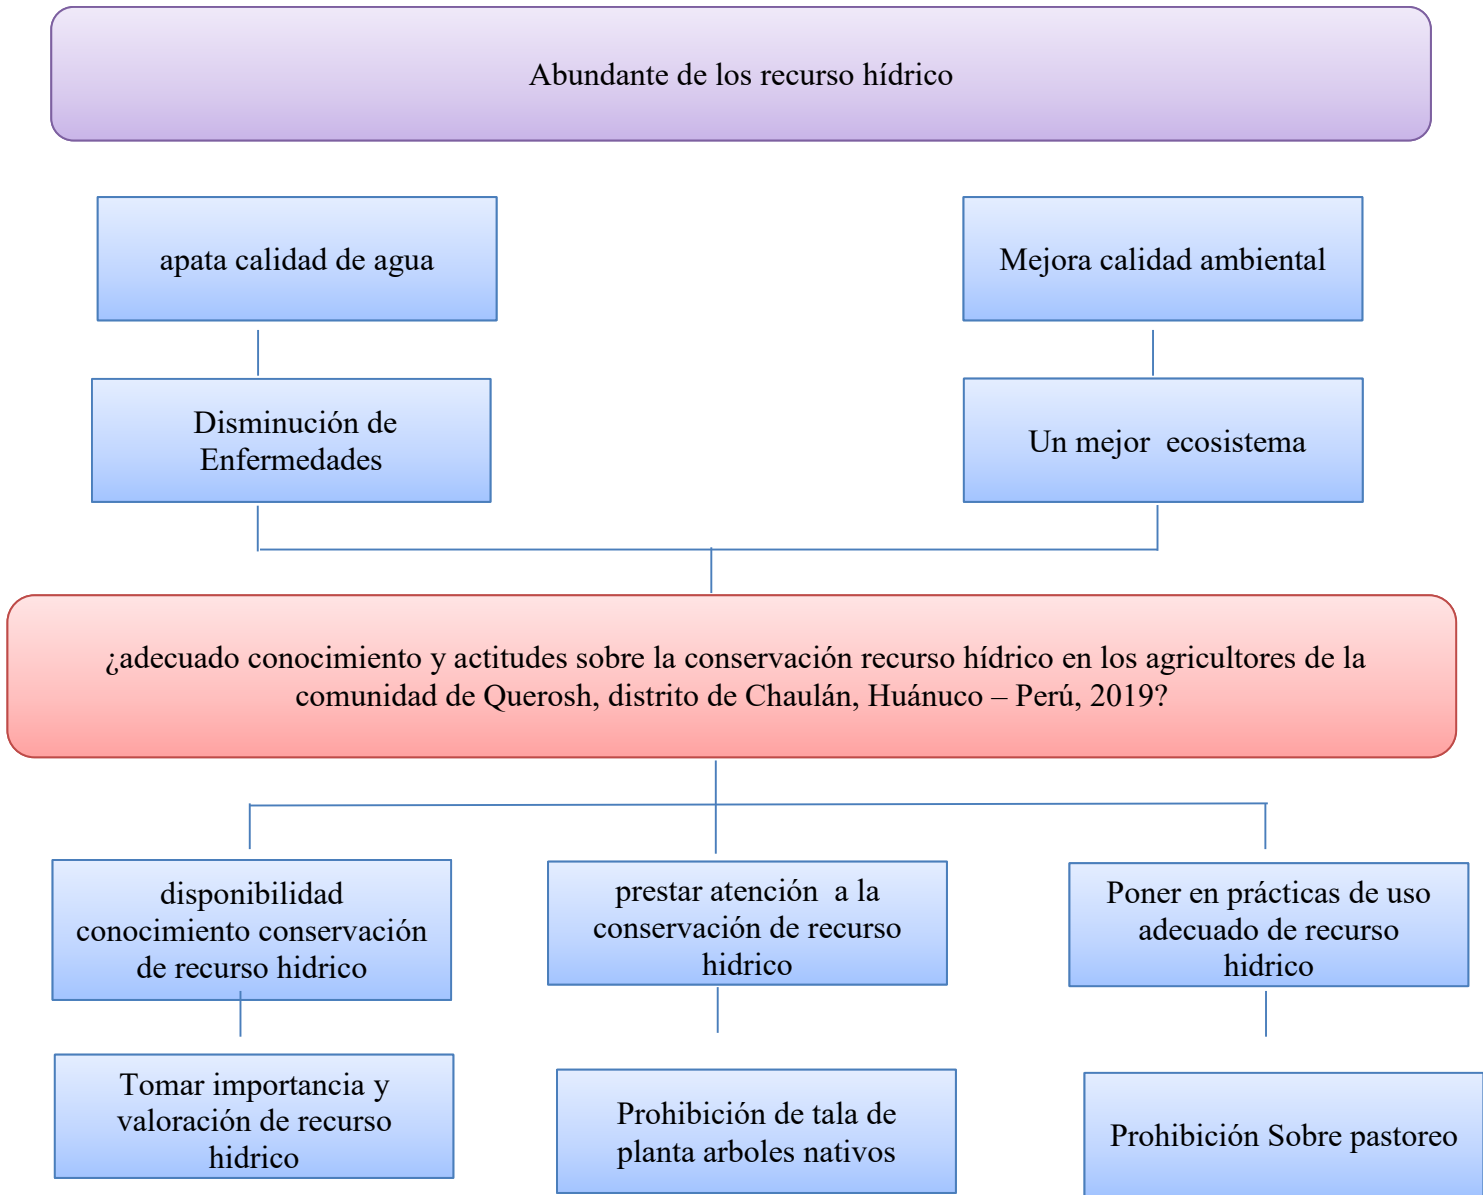 Abundante de los recurso hídrico
apata calidad de agua
Mejora calidad ambiental
Disminución de
Enfermedades
Un mejor  ecosistema
¿adecuado conocimiento y actitudes sobre la conservación recurso hídrico en los agricultores de la
comunidad de Querosh, distrito de Chaulán, Huánuco – Perú, 2019?
disponibilidad
conocimiento conservación
de recurso hidrico
prestar atención  a la
conservación de recurso
hidrico
Poner en prácticas de uso
adecuado de recurso
hidrico
Tomar importancia y
valoración de recurso
hidrico
Prohibición de tala de
planta arboles nativos
Prohibición Sobre pastoreo